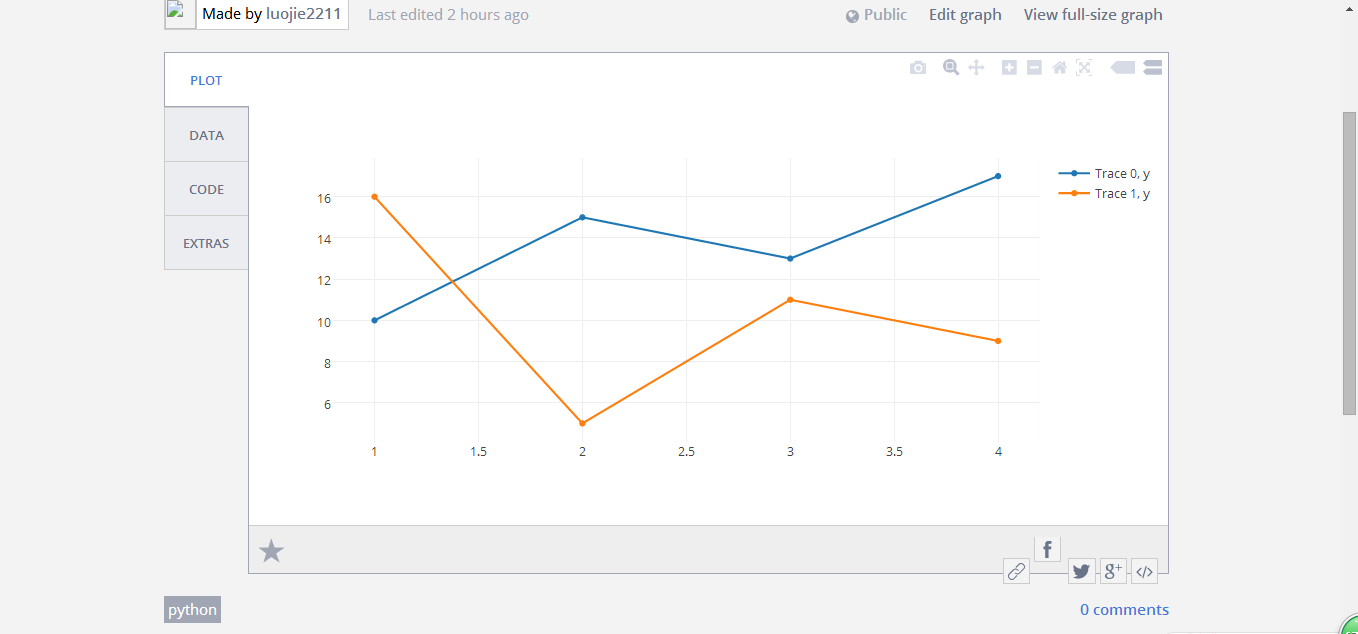 Made by luojie2211 Last edited 2 hours ago Public Edit graph View full-size graph
PLOT
DATA
CODE
EXTRAS
Trace 0, y
Trace 1, y
16
14
12
10
8
6
1 1.5 2 2.5 3 3.5 4
python 0 comments